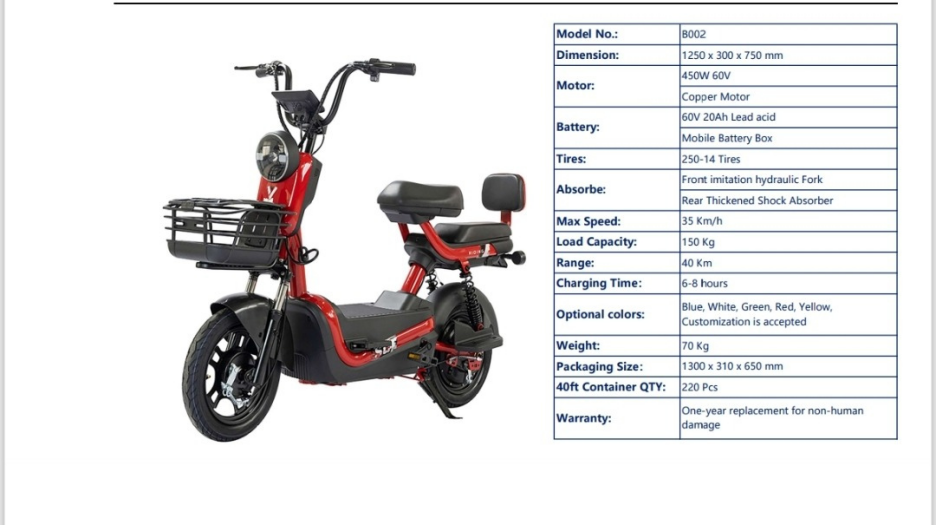 Model No.: B002
Dimension: 1250 x 300 x 750 mm
Motor: 450W 60V
Copper Motor
Battery: 60V 20Ah Lead acid
Mobile Battery Box
Tires: 250-14 Tires
Absorbe: Front imitation hydraulic Fork
Rear Thickened Shock Absorber
Max Speed: 35 Km/h
Load Capacity: 150 Kg
Range: 40 Km
Charging Time: 6-8 hours
Optional colors: Blue, White, Green, Red, Yellow,
Customization is accepted
Weight: 70 Kg
Packaging Size: 1300 x 310 x 650 mm
40ft Container QTY: 220 Pcs
Warranty: One-year replacement for non-human
damage